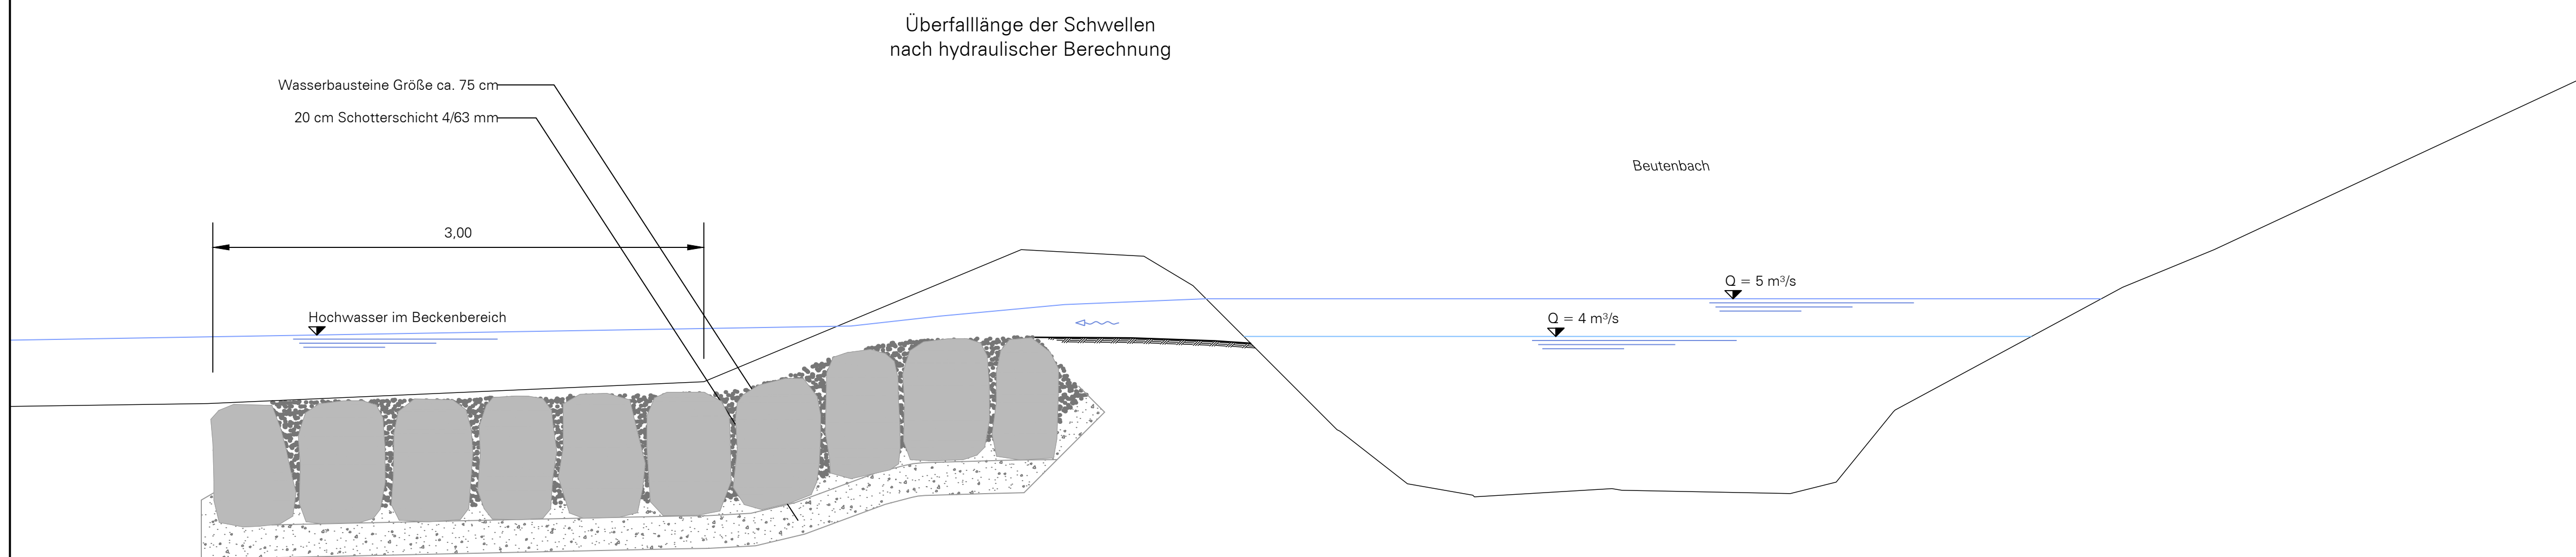 Überfalllänge der Schwellen
nach hydraulischer Berechnung
Wasserbausteine Größe ca. 75 cm
20 cm Schotterschicht 4/63 mm
Beutenbach
3,00
Q = 5 m³/s
Hochwasser im Beckenbereich
Q = 4 m³/s